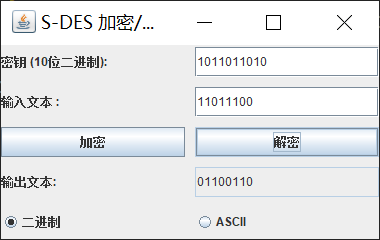 S-DES 加密/...
密钥 (10位二进制):
1011011010
输入文本 :
11011100
加密
解密
输出文本:
01100110
二进制
ASCII